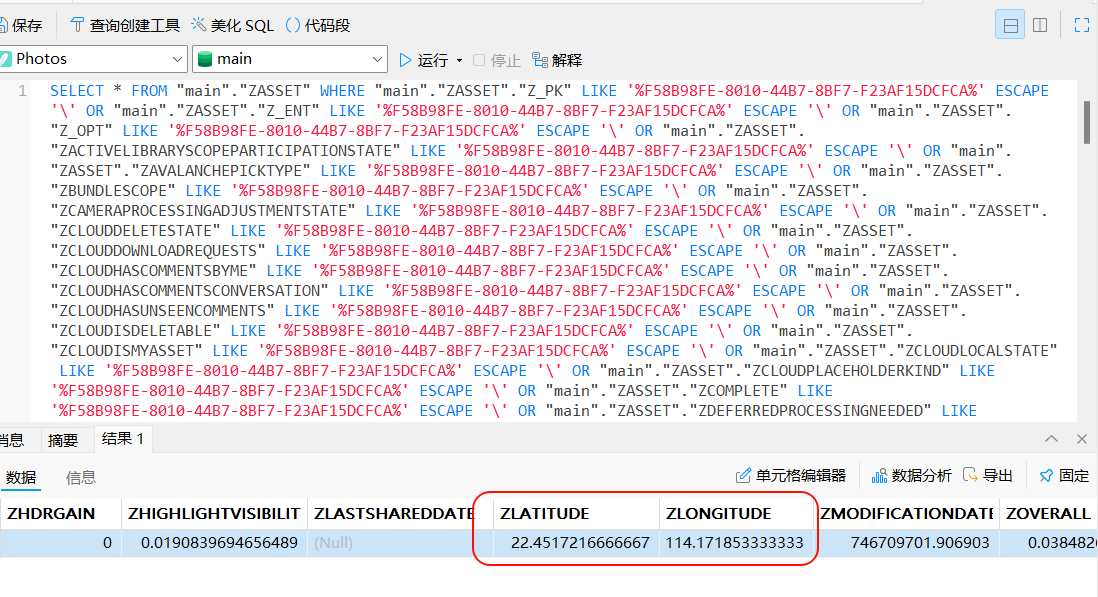 保存 查询创建工具 美化 SQL () 代码段
Photos main 运行 停止 解释
1 SELECT * FROM "main"."ZASSET" WHERE "main"."ZASSET"."Z_PK" LIKE '%F58B98FE-8010-44B7-8BF7-F23AF15DCFCA%' ESCAPE
'\' OR "main"."ZASSET"."Z_ENT" LIKE '%F58B98FE-8010-44B7-8BF7-F23AF15DCFCA%' ESCAPE '\' OR "main"."ZASSET".
"Z_OPT" LIKE '%F58B98FE-8010-44B7-8BF7-F23AF15DCFCA%' ESCAPE '\' OR "main"."ZASSET".
"ZACTIVELIBRARYSCOPEPARTICIPATIONSTATE" LIKE '%F58B98FE-8010-44B7-8BF7-F23AF15DCFCA%' ESCAPE '\' OR "main".
"ZASSET"."ZAVALANCHEPICKTYPE" LIKE '%F58B98FE-8010-44B7-8BF7-F23AF15DCFCA%' ESCAPE '\' OR "main"."ZASSET".
"ZBUNDLESCOPE" LIKE '%F58B98FE-8010-44B7-8BF7-F23AF15DCFCA%' ESCAPE '\' OR "main"."ZASSET".
"ZCAMERAPROCESSINGADJUSTMENTSTATE" LIKE '%F58B98FE-8010-44B7-8BF7-F23AF15DCFCA%' ESCAPE '\' OR "main"."ZASSET".
"ZCLOUDDELETESTATE" LIKE '%F58B98FE-8010-44B7-8BF7-F23AF15DCFCA%' ESCAPE '\' OR "main"."ZASSET".
"ZCLOUDDOWNLOADREQUESTS" LIKE '%F58B98FE-8010-44B7-8BF7-F23AF15DCFCA%' ESCAPE '\' OR "main"."ZASSET".
"ZCLOUDHASCOMMENTSBYME" LIKE '%F58B98FE-8010-44B7-8BF7-F23AF15DCFCA%' ESCAPE '\' OR "main"."ZASSET".
"ZCLOUDHASCOMMENTSCONVERSATION" LIKE '%F58B98FE-8010-44B7-8BF7-F23AF15DCFCA%' ESCAPE '\' OR "main"."ZASSET".
"ZCLOUDHASUNSEENCOMMENTS" LIKE '%F58B98FE-8010-44B7-8BF7-F23AF15DCFCA%' ESCAPE '\' OR "main"."ZASSET".
"ZCLOUDISDELETABLE" LIKE '%F58B98FE-8010-44B7-8BF7-F23AF15DCFCA%' ESCAPE '\' OR "main"."ZASSET".
"ZCLOUDISMYASSET" LIKE '%F58B98FE-8010-44B7-8BF7-F23AF15DCFCA%' ESCAPE '\' OR "main"."ZASSET"."ZCLOUDLOCALSTATE"
LIKE '%F58B98FE-8010-44B7-8BF7-F23AF15DCFCA%' ESCAPE '\' OR "main"."ZASSET"."ZCLOUDPLACEHOLDERKIND" LIKE
'%F58B98FE-8010-44B7-8BF7-F23AF15DCFCA%' ESCAPE '\' OR "main"."ZASSET"."ZCOMPLETE" LIKE
'%F58B98FE-8010-44B7-8BF7-F23AF15DCFCA%' ESCAPE '\' OR "main"."ZASSET"."ZDEFERREDPROCESSINGNEEDED" LIKE
消息 摘要 结果 1
数据 信息 单元格编辑器 数据分析 导出 固定
ZHDRGAIN ZHIGHLIGHTVISIBILIT ZLASTSHAREDDATE ZLATITUDE ZLONGITUDE ZMODIFICATIONDATE ZOVERALL
0 0.0190839694656489 (Null) 22.4517216666667 114.171853333333 746709701.906903 0.038482